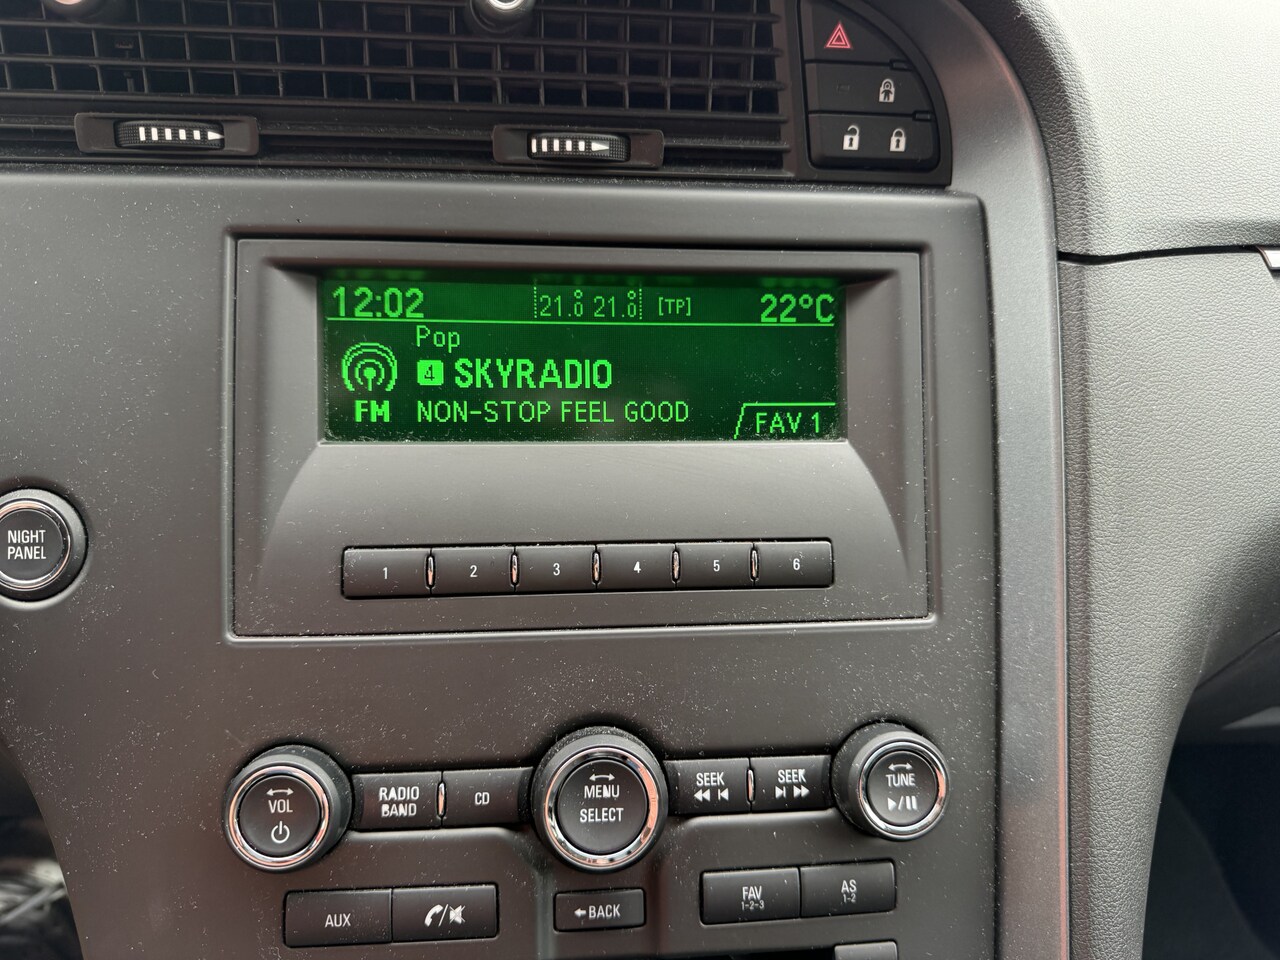 12:02 21.0° 21.0° [TP] 22°C
Pop
4 SKYRADIO
FM NON-STOP FEEL GOOD FAV 1
NIGHT
PANEL
1 2 3 4 5 6
VOL
RADIO
BAND
CD
MENU
SELECT
SEEK
SEEK
TUNE
AUX
BACK
FAV
1-2-3
AS
1-2